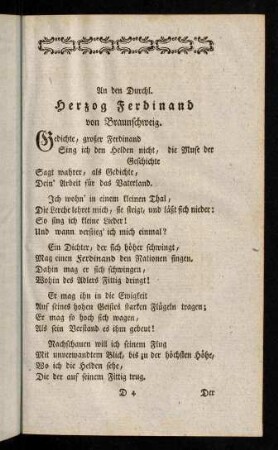 An den Durchl.
Herzog Ferdinand
von Braunschweig.
Gedichte, großer Ferdinand
Sing ich den Helden nicht, die Muse der
Geschichte
Sagt wahrer, als Gedichte,
Dein' Arbeit für das Vaterland.
Ich wohn' in einem kleinen Thal,
Die Lerche lehret mich, sie steigt, und läßt sich nieder:
So sing ich kleine Lieder!
Und wann verstieg' ich mich einmal?
Ein Dichter, der sich höher schwingt,
Mag einen Ferdinand den Nationen singen.
Dahin mag er sich schwingen,
Wohin des Adlers Fittig dringt!
Er mag ihn in die Ewigkeit
Auf seines hohen Geistes starken Flügeln tragen;
Er mag so hoch sich wagen,
Als sein Verstand es ihm gebeut!
Nachschauen will ich seinem Flug
Mit unverwandtem Blick, bis zu der höchsten Höhe,
Wo ich die Helden sehe,
Die der auf seinem Fittig trug.
D 4 Der